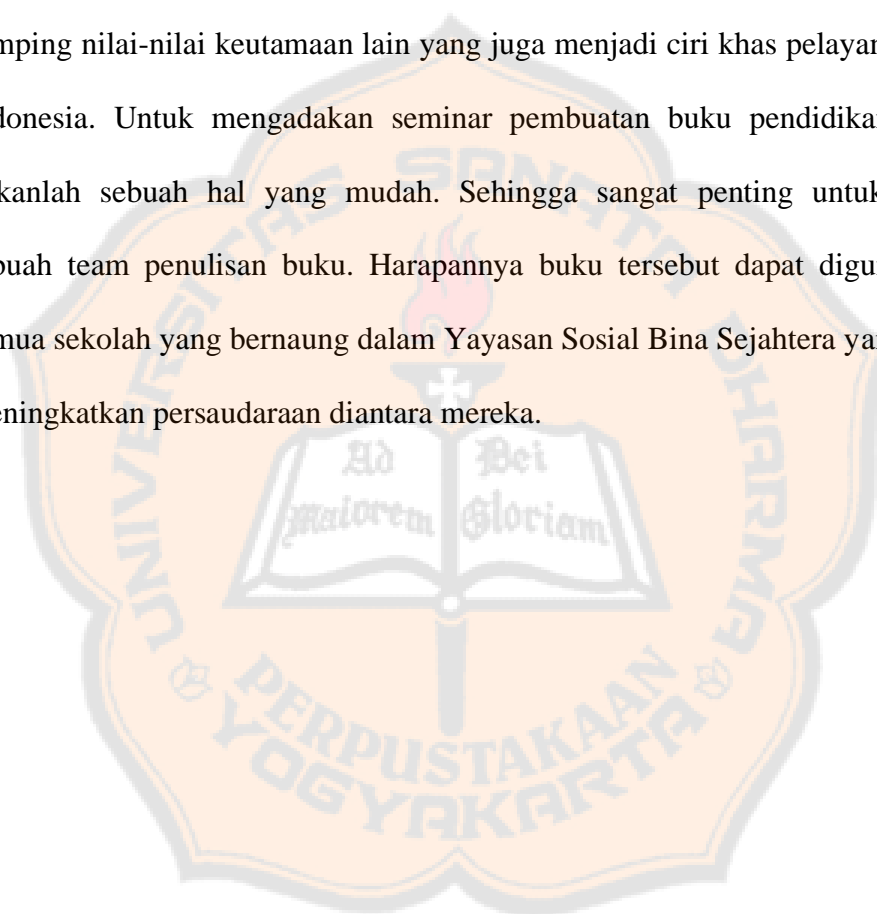 mping nilai-nilai keutamaan lain yang juga menjadi ciri khas pelayan
donesia. Untuk mengadakan seminar pembuatan buku pendidikan
kanlah sebuah hal yang mudah. Sehingga sangat penting untuk
buah team penulisan buku. Harapannya buku tersebut dapat digu
mua sekolah yang bernaung dalam Yayasan Sosial Bina Sejahtera ya
eningkatkan persaudaraan diantara mereka.
UNIVERSITAS SANATA DHARMA
Ad Dei
maiorem Gloriam
PERPUSTAKAAN
YOGYAKARTA